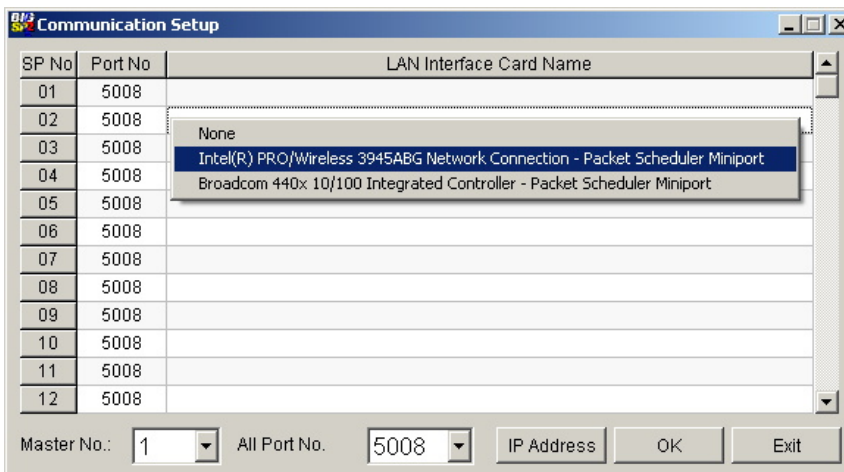 Communication Setup
SP No Port No LAN Interface Card Name
01 5008
02 5008
None
03 5008
Intel(R) PRO/Wireless 3945ABG Network Connection - Packet Scheduler Miniport
04 5008
Broadcom 440x 10/100 Integrated Controller - Packet Scheduler Miniport
05 5008
06 5008
07 5008
08 5008
09 5008
10 5008
11 5008
12 5008
Master No.: 1 All Port No. 5008 IP Address OK Exit